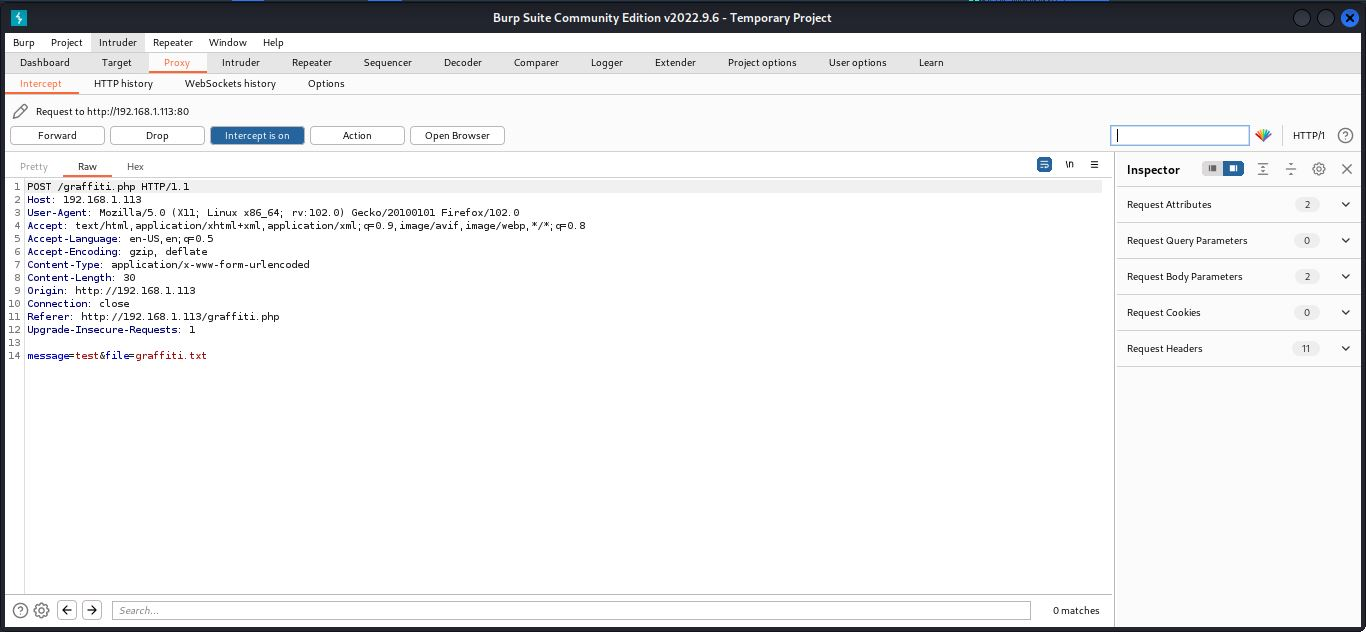 Burp Suite Community Edition v2022.9.6 - Temporary Project
Burp Project Intruder Repeater Window Help
Dashboard Target Proxy Intruder Repeater Sequencer Decoder Comparer Logger Extender Project options User options Learn
Intercept HTTP history WebSockets history Options
Request to http://192.168.1.113:80
Forward Drop Intercept is on Action Open Browser HTTP/1 ?
Pretty Raw Hex \n
Inspector
1 POST /graffiti.php HTTP/1.1
2 Host: 192.168.1.113
3 User-Agent: Mozilla/5.0 (X11; Linux x86_64; rv:102.0) Gecko/20100101 Firefox/102.0
4 Accept: text/html,application/xhtml+xml,application/xml;q=0.9,image/avif,image/webp,*/*;q=0.8
5 Accept-Language: en-US,en;q=0.5
6 Accept-Encoding: gzip, deflate
7 Content-Type: application/x-www-form-urlencoded
8 Content-Length: 30
9 Origin: http://192.168.1.113
10 Connection: close
11 Referer: http://192.168.1.113/graffiti.php
12 Upgrade-Insecure-Requests: 1
13
14 message=test&file=graffiti.txt
Request Attributes 2
Request Query Parameters 0
Request Body Parameters 2
Request Cookies 0
Request Headers 11
? Search... 0 matches